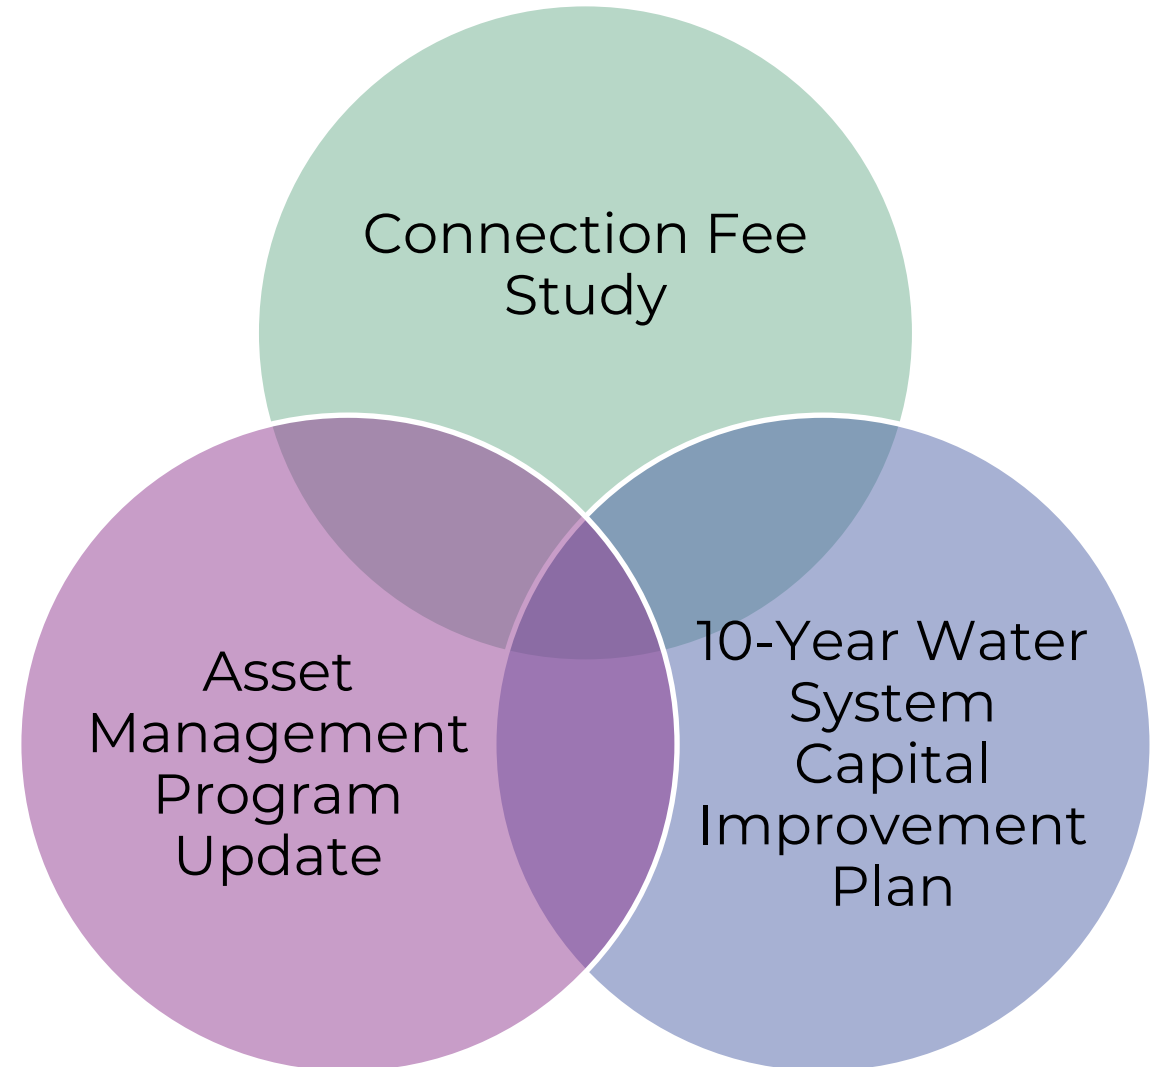 Connection Fee
Study
Asset
Management
Program
Update
10-Year Water
System
Capital
Improvement
Plan